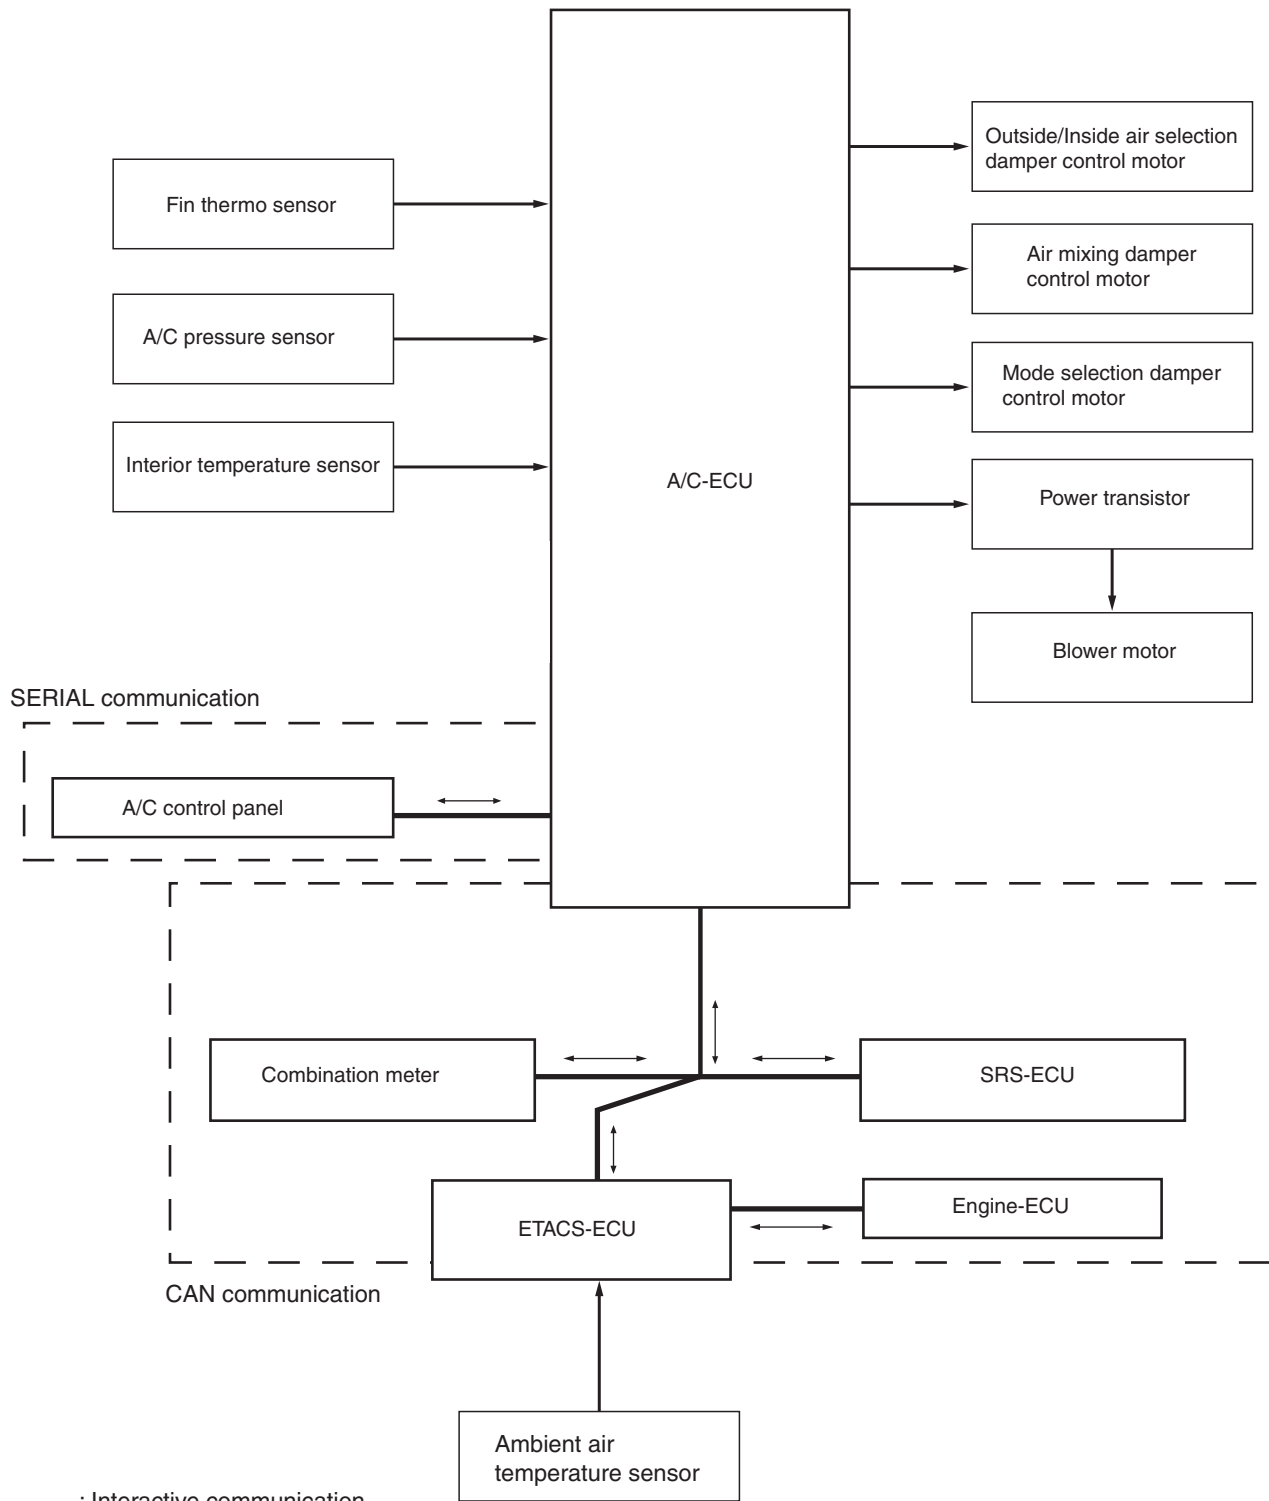 Outside/Inside air selection
damper control motor
Fin thermo sensor
Air mixing damper
control motor
A/C pressure sensor
Mode selection damper
control motor
Interior temperature sensor
A/C-ECU
Power transistor
Blower motor
SERIAL communication
A/C control panel
Combination meter
SRS-ECU
ETACS-ECU
Engine-ECU
CAN communication
Ambient air
temperature sensor
: Interactive communication